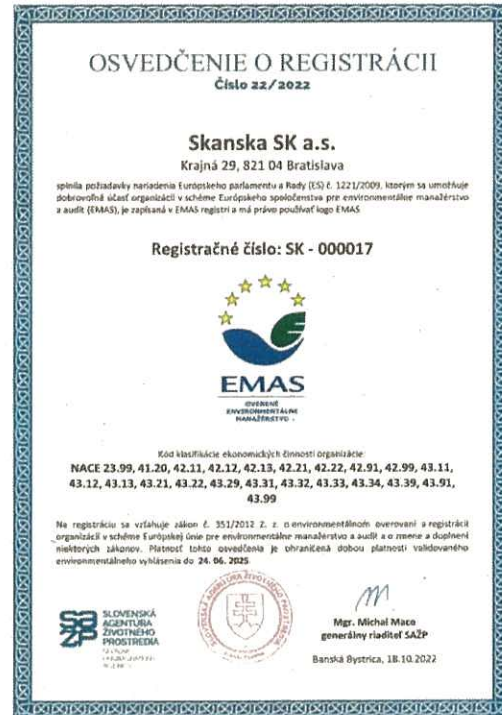 OSVEDČENIE O REGISTRÁCII
Číslo 22/2022
Skanska SK a.s.
Krajná 29, 821 04 Bratislava
splnila požiadavky nariadenia Európskeho parlamentu a Rady (ES) č. 1221/2009, ktorým sa umožňuje
dobrovoľná účasť organizácií v schéme Európskeho spoločenstva pre environmentálne manažérstvo
a audit (EMAS), je zapísaná v EMAS registri a má právo používať logo EMAS
Registračné číslo: SK - 000017
EMAS
OVERENÉ
ENVIRONMENTÁLNE
MANAŽÉRSTVO
Kód klasifikácie ekonomických činností organizácie:
NACE 23.99, 41.20, 42.11, 42.12, 42.13, 42.21, 42.22, 42.91, 42.99, 43.11,
43.12, 43.13, 43.21, 43.22, 43.29, 43.31, 43.32, 43.33, 43.34, 43.39, 43.91,
43.99
Na registráciu sa vzťahuje zákon č. 351/2012 Z. z. o environmentálnom overovaní a registrácii
organizácií v schéme Európskej únie pre environmentálne manažérstvo a audit a o zmene a doplnení
niektorých zákonov. Platnosť tohto osvedčenia je ohraničená dobou platnosti validovaného
environmentálneho vyhlásenia do 24. 06. 2025
SLOVENSKÁ
AGENTÚRA
ŽIVOTNÉHO
PROSTREDIA
SLOVENSKÁ AGENTÚRA ŽIVOTNÉHO PROSTREDIA
Mgr. Michal Maco
generálny riaditeľ SAŽP
Banská Bystrica, 18.10.2022